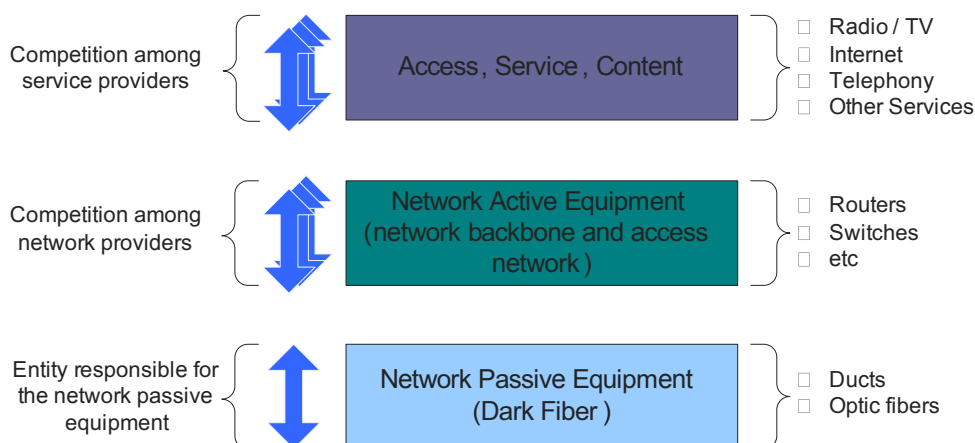 Competition among
service providers
Access, Service, Content
Radio / TV
Internet
Telephony
Other Services
Competition among
network providers
Network Active Equipment
(network backbone and access
network)
Routers
Switches
etc
Entity responsible for
the network passive
equipment
Network Passive Equipment
(Dark Fiber)
Ducts
Optic fibers